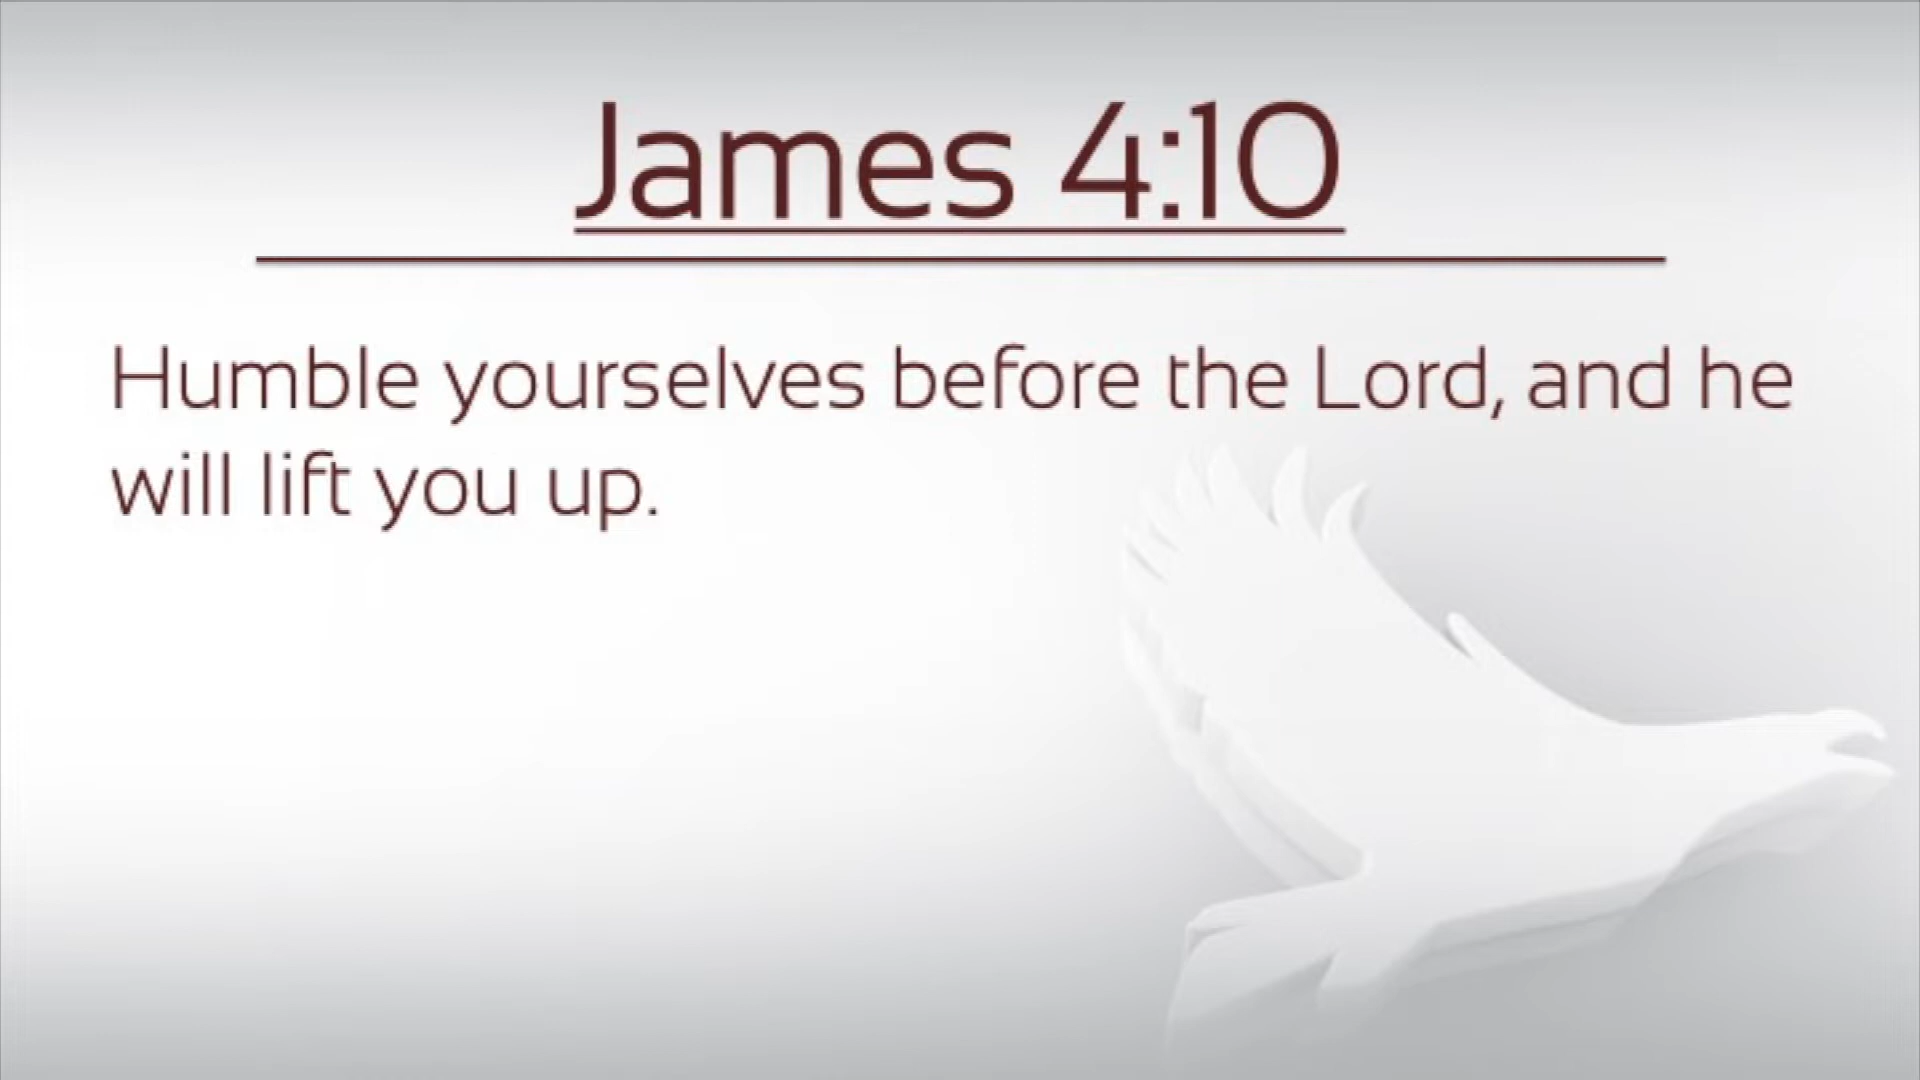 James 4:10
Humble yourselves before the Lord, and he
will lift you up.